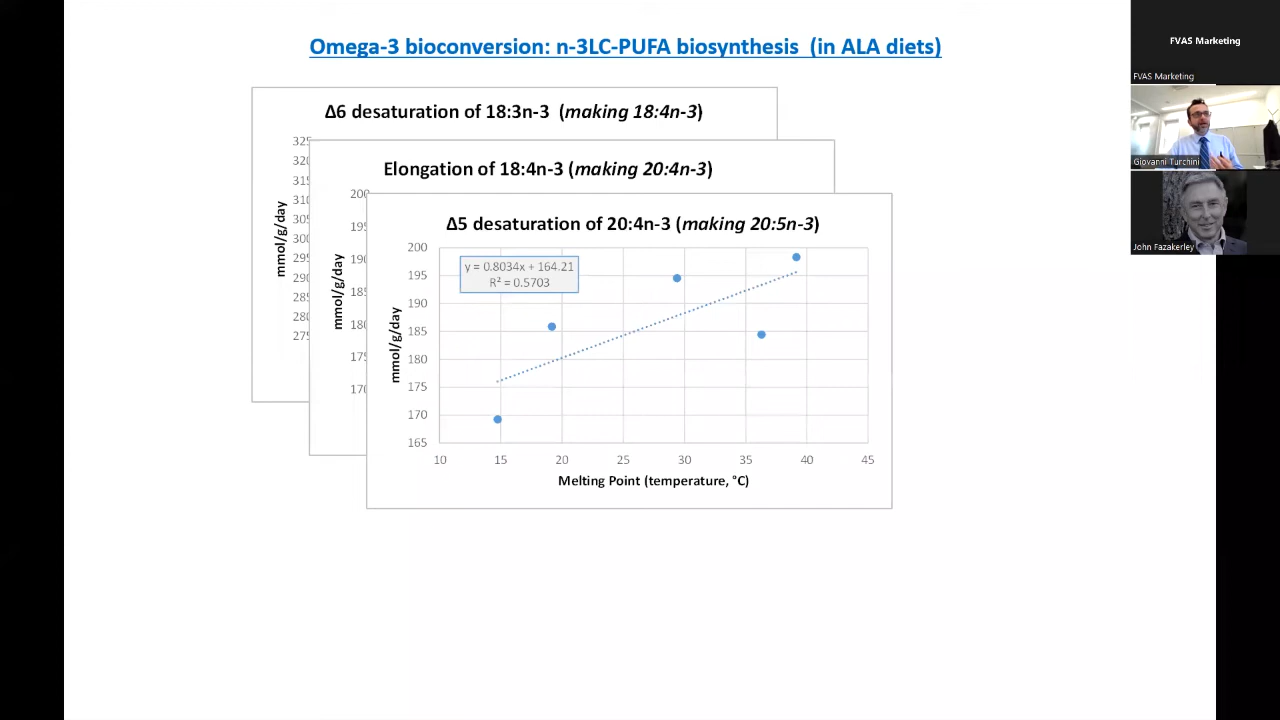 Omega-3 bioconversion: n-3LC-PUFA biosynthesis (in ALA diets)
Δ6 desaturation of 18:3n-3 (making 18:4n-3)
325
320
315
310
305
300
295
290
285
280
275
mmol/g/day
Elongation of 18:4n-3 (making 20:4n-3)
200
195
190
185
180
175
170
mmol/g/day
Δ5 desaturation of 20:4n-3 (making 20:5n-3)
y = 0.8034x + 164.21
R² = 0.5703
200
195
190
185
180
175
170
165
mmol/g/day
10 15 20 25 30 35 40 45
Melting Point (temperature, °C)
FVAS Marketing
FVAS Marketing
Giovanni Turchini
John Fazakerley